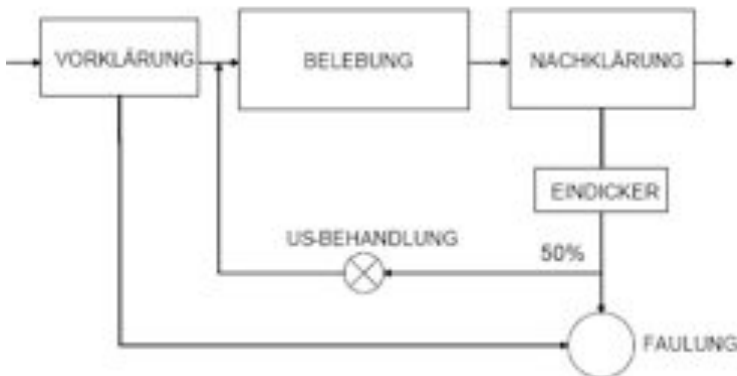 VORKLÄRUNG
BELEBUNG
NACHKLÄRUNG
EINDICKER
US-BEHANDLUNG
50%
FAULUNG